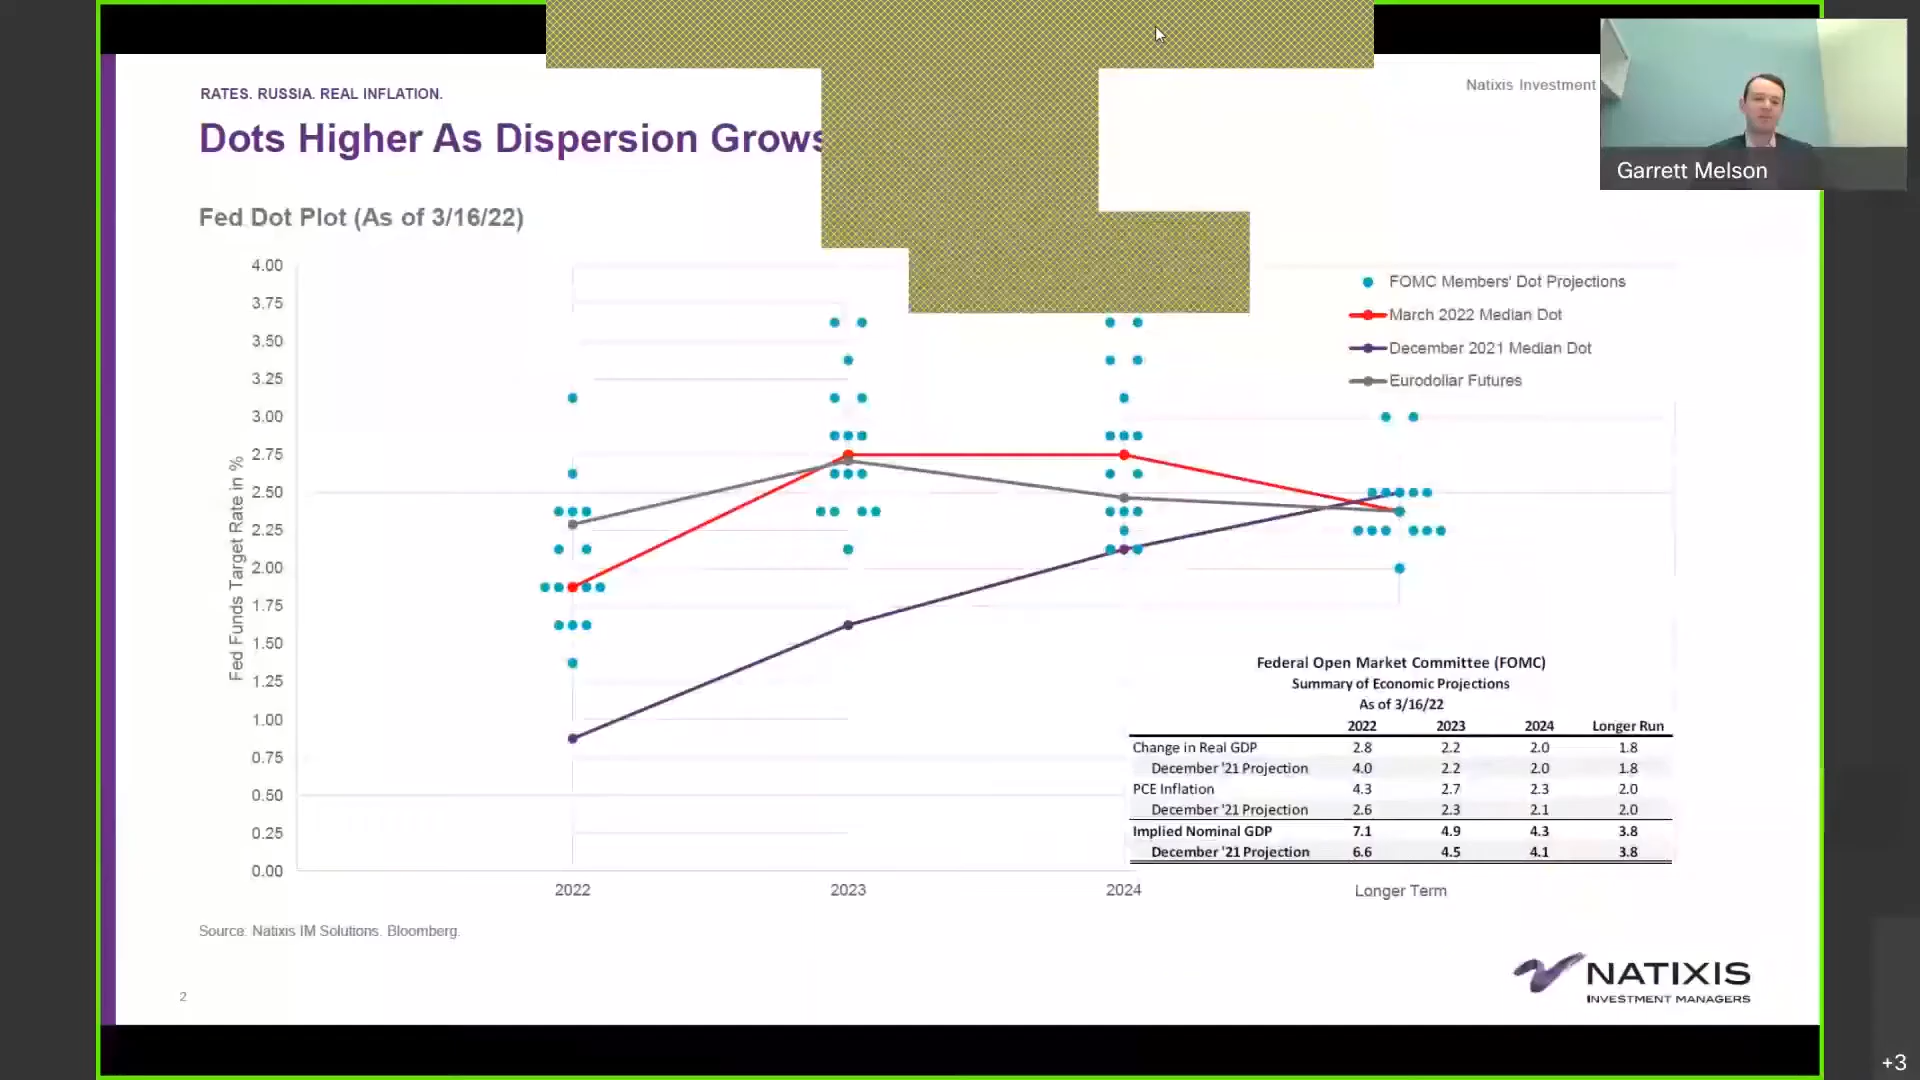 RATES. RUSSIA. REAL INFLATION.
Natixis Investment
Dots Higher As Dispersion Grows
Garrett Melson
Fed Dot Plot (As of 3/16/22)
Fed Funds Target Rate in %
4.00
3.75
3.50
3.25
3.00
2.75
2.50
2.25
2.00
1.75
1.50
1.25
1.00
0.75
0.50
0.25
0.00
2022 2023 2024 Longer Term
FOMC Members' Dot Projections
March 2022 Median Dot
December 2021 Median Dot
Eurodollar Futures
Federal Open Market Committee (FOMC)
Summary of Economic Projections
As of 3/16/22
2022 2023 2024 Longer Run
Change in Real GDP 2.8 2.2 2.0 1.8
December '21 Projection 4.0 2.2 2.0 1.8
PCE Inflation 4.3 2.7 2.3 2.0
December '21 Projection 2.6 2.3 2.1 2.0
Implied Nominal GDP 7.1 4.9 4.3 3.8
December '21 Projection 6.6 4.5 4.1 3.8
Source: Natixis IM Solutions. Bloomberg.
2
NATIXIS
INVESTMENT MANAGERS
+3